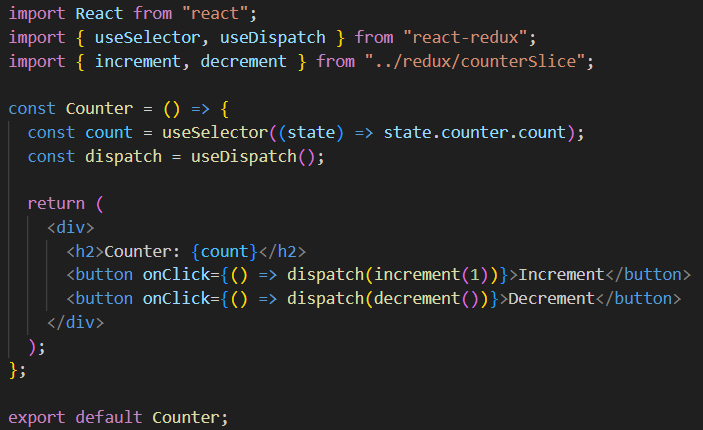 import React from "react";
import { useSelector, useDispatch } from "react-redux";
import { increment, decrement } from "../redux/counterSlice";

const Counter = () => {
  const count = useSelector((state) => state.counter.count);
  const dispatch = useDispatch();

  return (
    <div>
      <h2>Counter: {count}</h2>
      <button onClick={() => dispatch(increment(1))}>Increment</button>
      <button onClick={() => dispatch(decrement())}>Decrement</button>
    </div>
  );
};

export default Counter;